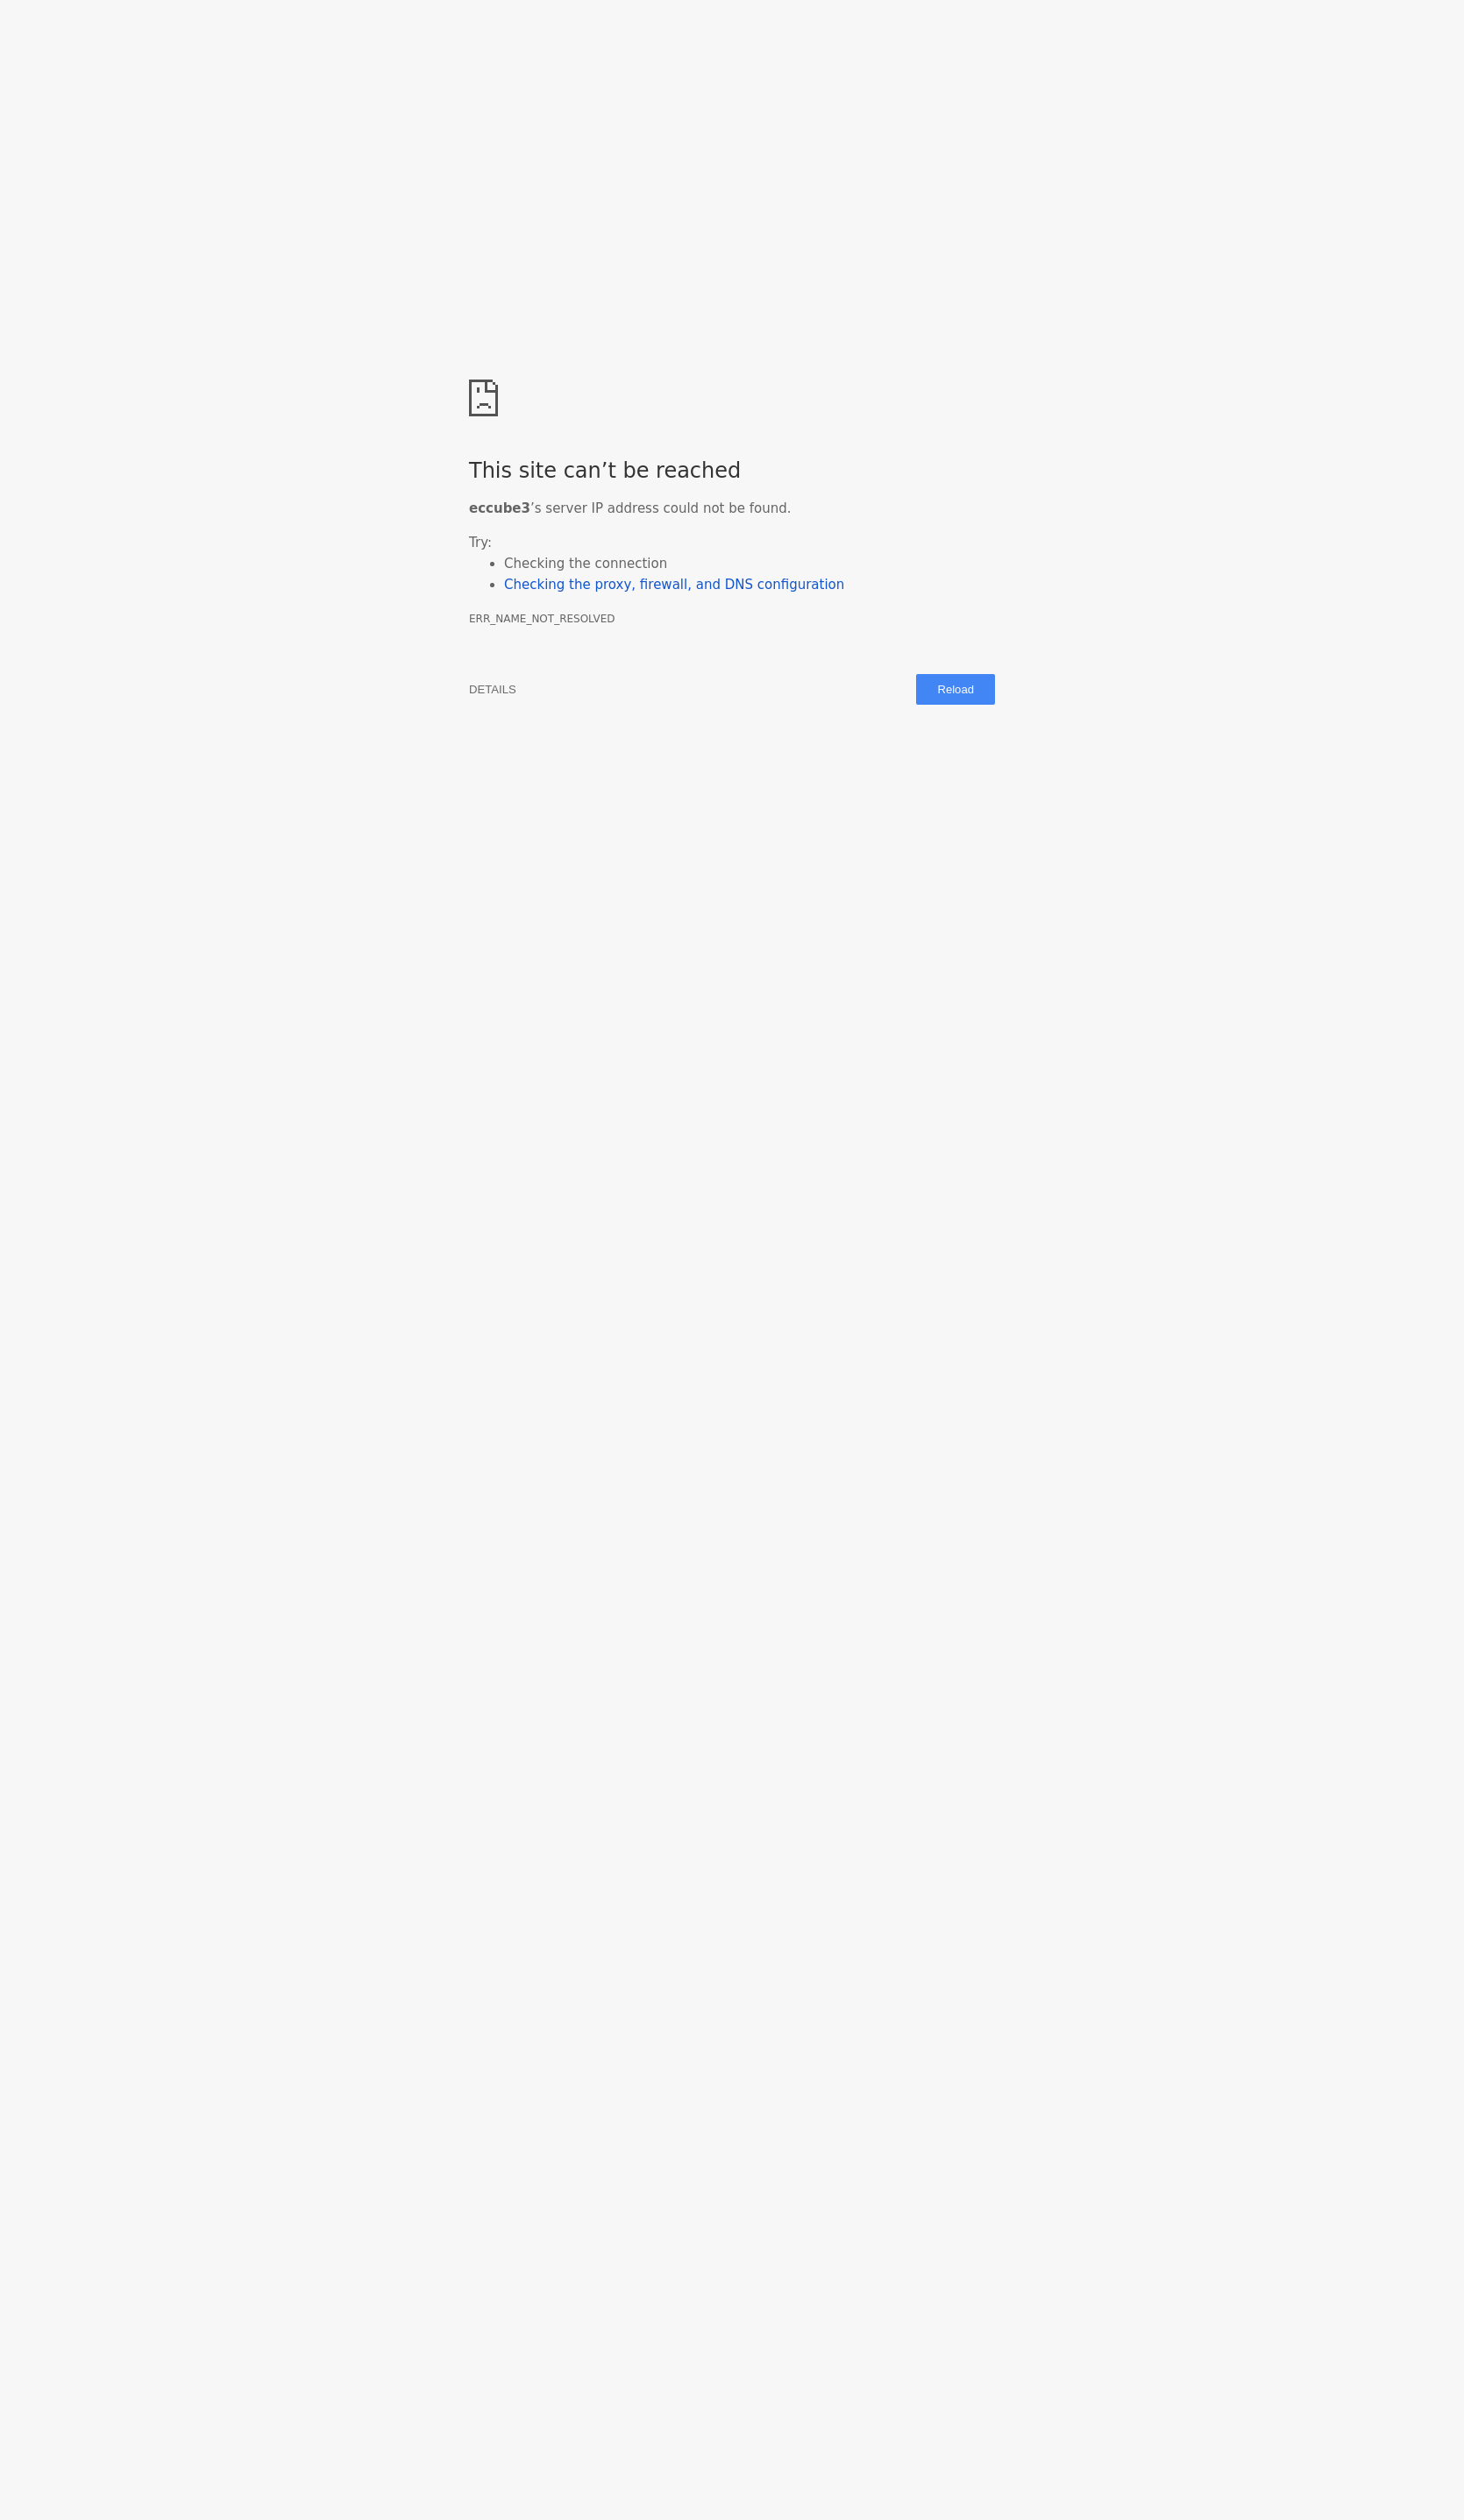 This site can’t be reached
eccube3’s server IP address could not be found.
Try:
• Checking the connection
• Checking the proxy, firewall, and DNS configuration
ERR_NAME_NOT_RESOLVED
DETAILS
Reload